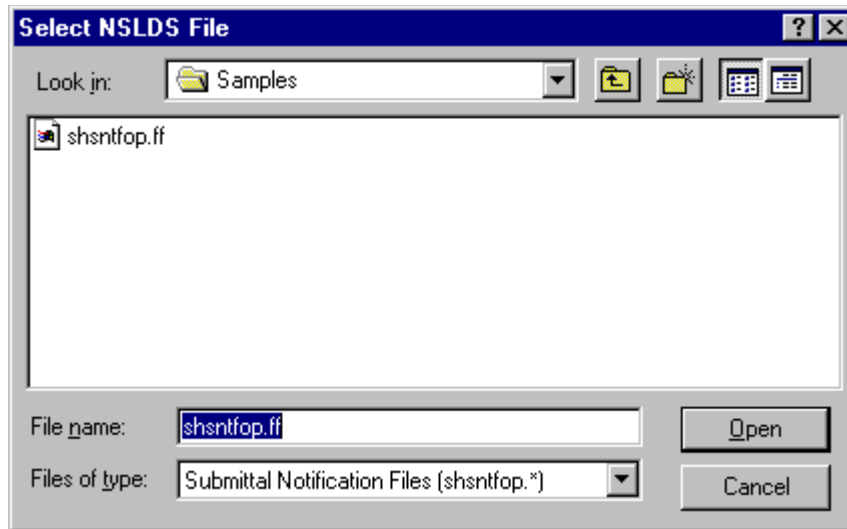 Select NSLDS File
Look in: Samples
shsntfop.ff
File name: shsntfop.ff Open
Files of type: Submittal Notification Files (shsntfop.*) Cancel